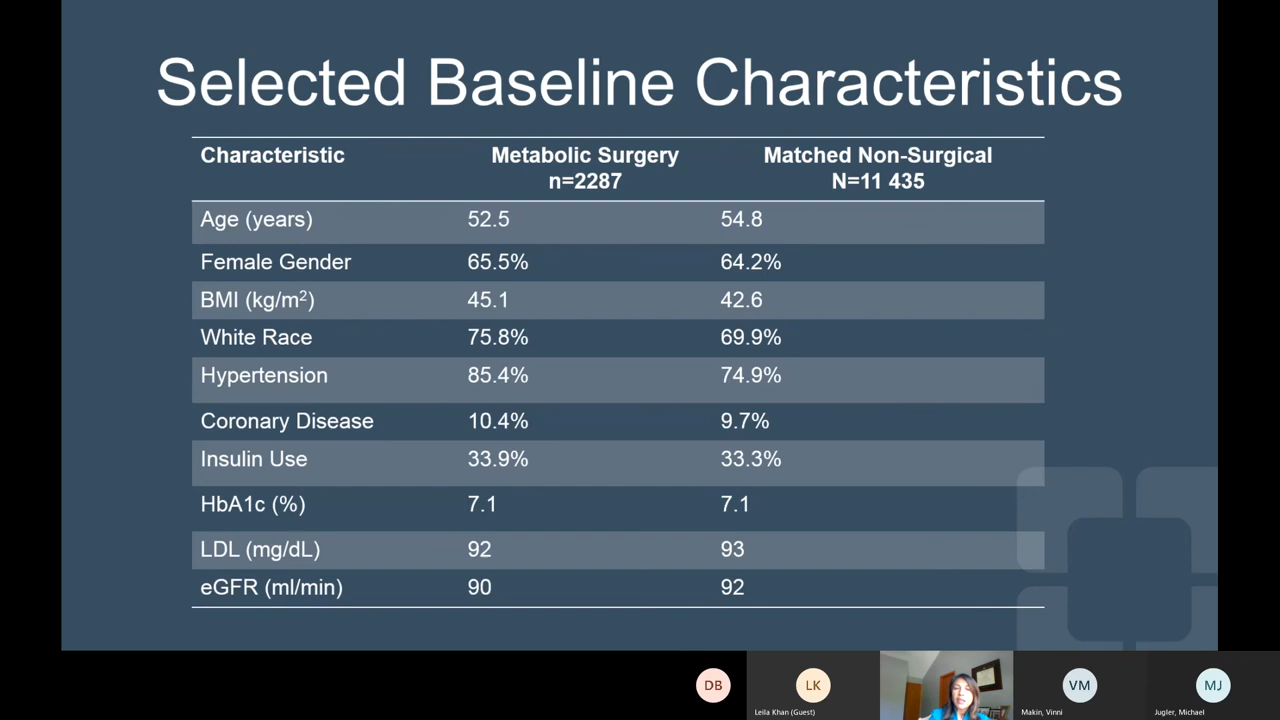 Selected Baseline Characteristics
Characteristic Metabolic Surgery Matched Non-Surgical
n=2287 N=11 435
Age (years) 52.5 54.8
Female Gender 65.5% 64.2%
BMI (kg/m2) 45.1 42.6
White Race 75.8% 69.9%
Hypertension 85.4% 74.9%
Coronary Disease 10.4% 9.7%
Insulin Use 33.9% 33.3%
HbA1c (%) 7.1 7.1
LDL (mg/dL) 92 93
eGFR (ml/min) 90 92
DB LK VM MJ
Leila Khan (Guest) Makin, Vinni Jugler, Michael